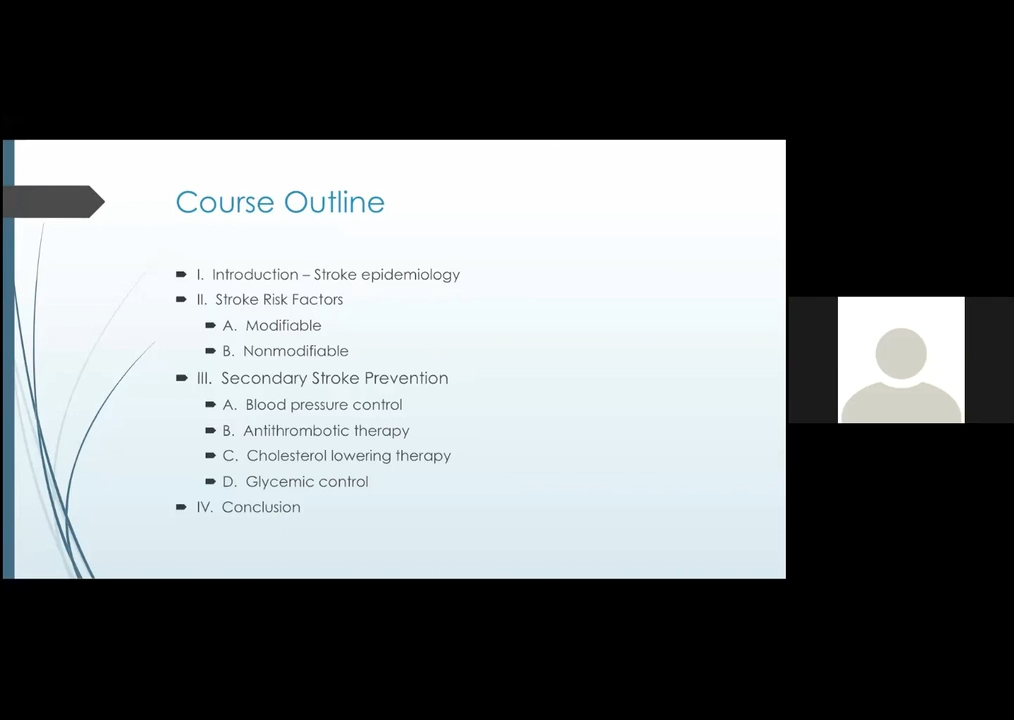 Course Outline
I. Introduction – Stroke epidemiology
II. Stroke Risk Factors
A. Modifiable
B. Nonmodifiable
III. Secondary Stroke Prevention
A. Blood pressure control
B. Antithrombotic therapy
C. Cholesterol lowering therapy
D. Glycemic control
IV. Conclusion